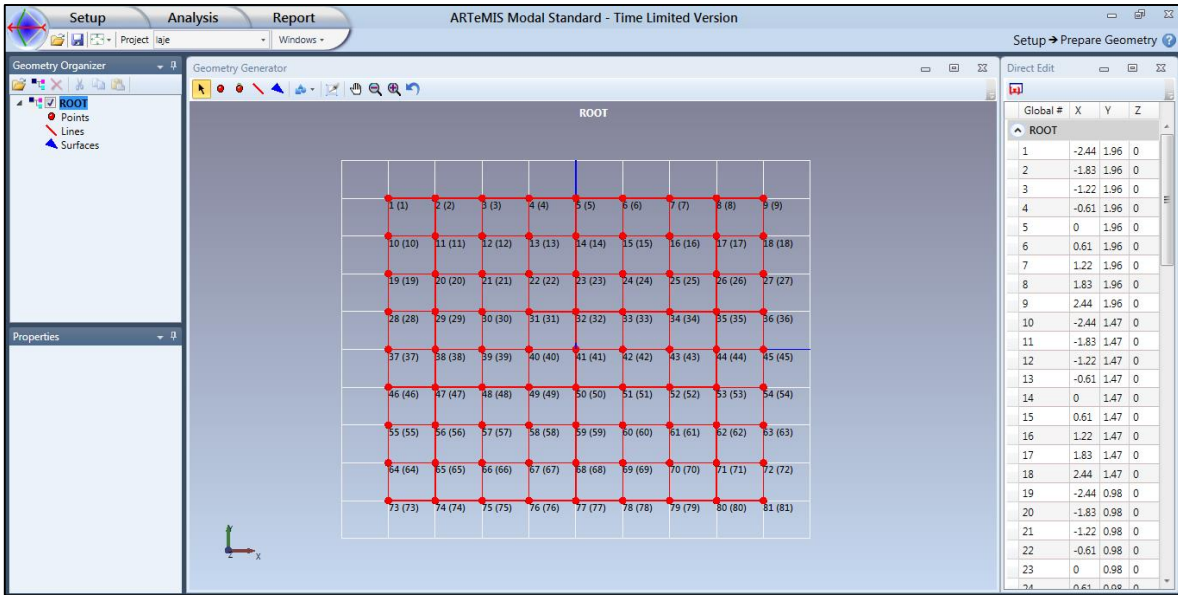 Setup Analysis Report ARTeMIS Modal Standard - Time Limited Version
Project laje Windows Setup → Prepare Geometry
Geometry Organizer
ROOT
Points
Lines
Surfaces
Properties
Geometry Generator
ROOT
1 (1) 2 (2) 3 (3) 4 (4) 5 (5) 6 (6) 7 (7) 8 (8) 9 (9)
10 (10) 11 (11) 12 (12) 13 (13) 14 (14) 15 (15) 16 (16) 17 (17) 18 (18)
19 (19) 20 (20) 21 (21) 22 (22) 23 (23) 24 (24) 25 (25) 26 (26) 27 (27)
28 (28) 29 (29) 30 (30) 31 (31) 32 (32) 33 (33) 34 (34) 35 (35) 36 (36)
37 (37) 38 (38) 39 (39) 40 (40) 41 (41) 42 (42) 43 (43) 44 (44) 45 (45)
46 (46) 47 (47) 48 (48) 49 (49) 50 (50) 51 (51) 52 (52) 53 (53) 54 (54)
55 (55) 56 (56) 57 (57) 58 (58) 59 (59) 60 (60) 61 (61) 62 (62) 63 (63)
64 (64) 65 (65) 66 (66) 67 (67) 68 (68) 69 (69) 70 (70) 71 (71) 72 (72)
73 (73) 74 (74) 75 (75) 76 (76) 77 (77) 78 (78) 79 (79) 80 (80) 81 (81)
Y
Z X
Direct Edit
Global # X Y Z
ROOT
1 -2.44 1.96 0
2 -1.83 1.96 0
3 -1.22 1.96 0
4 -0.61 1.96 0
5 0 1.96 0
6 0.61 1.96 0
7 1.22 1.96 0
8 1.83 1.96 0
9 2.44 1.96 0
10 -2.44 1.47 0
11 -1.83 1.47 0
12 -1.22 1.47 0
13 -0.61 1.47 0
14 0 1.47 0
15 0.61 1.47 0
16 1.22 1.47 0
17 1.83 1.47 0
18 2.44 1.47 0
19 -2.44 0.98 0
20 -1.83 0.98 0
21 -1.22 0.98 0
22 -0.61 0.98 0
23 0 0.98 0
24 0.61 0.98 0